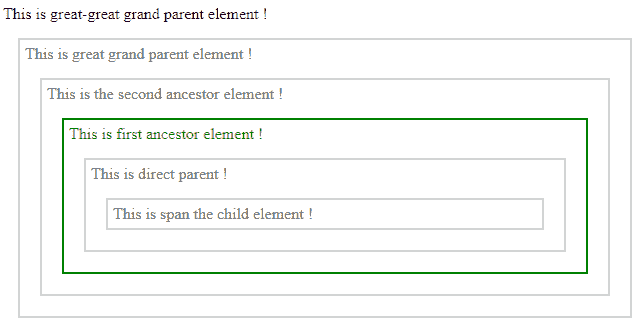 This is great-great grand parent element !
This is great grand parent element !
This is the second ancestor element !
This is first ancestor element !
This is direct parent !
This is span the child element !